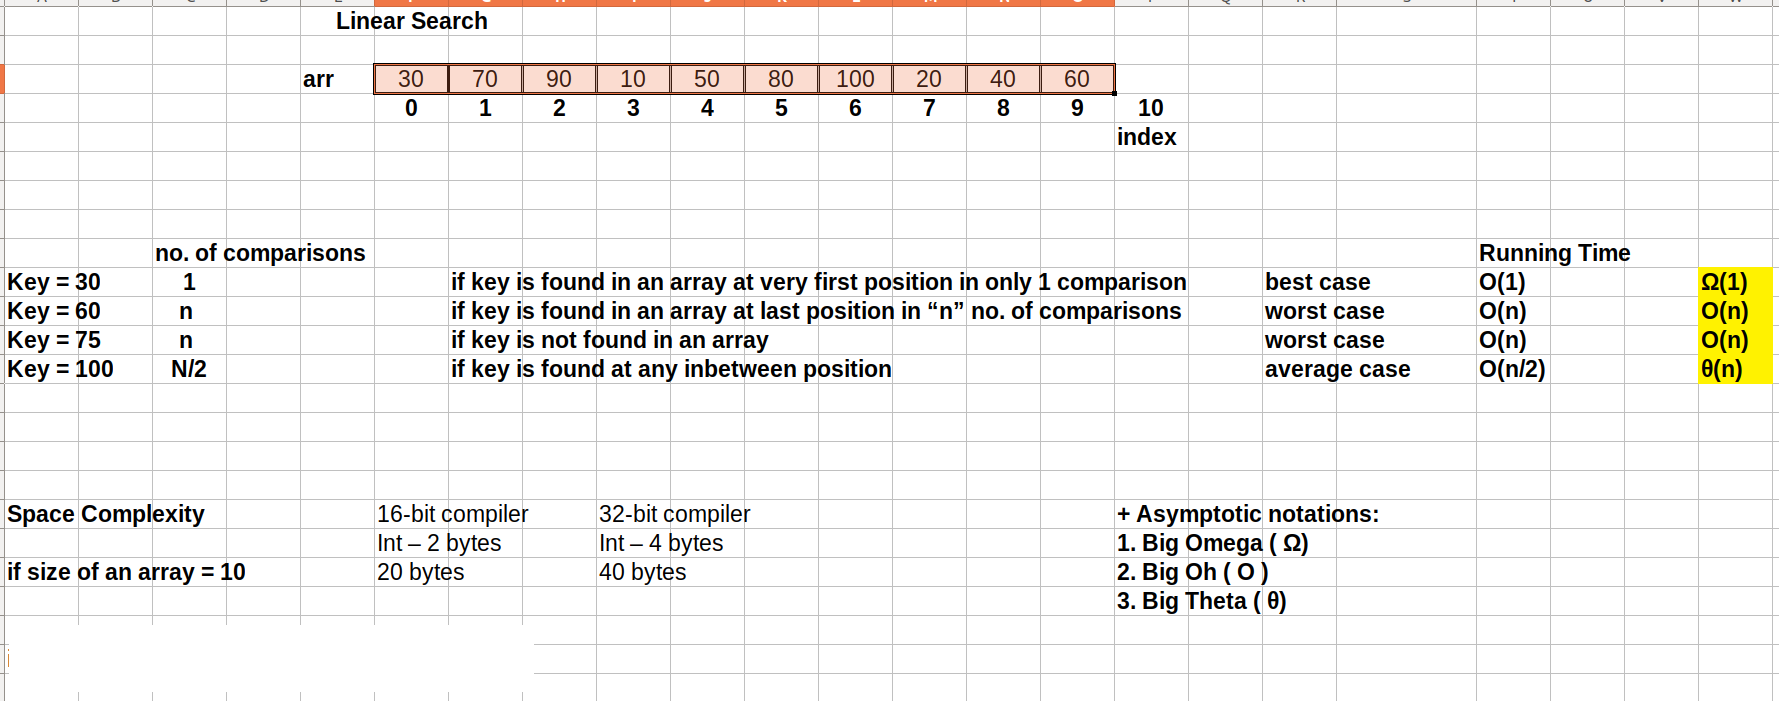 Linear Search
arr 30 70 90 10 50 80 100 20 40 60
0 1 2 3 4 5 6 7 8 9 10
index
no. of comparisons Running Time
Key = 30 1 if key is found in an array at very first position in only 1 comparison best case O(1) Ω(1)
Key = 60 n if key is found in an array at last position in “n” no. of comparisons worst case O(n) O(n)
Key = 75 n if key is not found in an array worst case O(n) O(n)
Key = 100 N/2 if key is found at any inbetween position average case O(n/2) θ(n)
Space Complexity 16-bit compiler 32-bit compiler + Asymptotic notations:
Int – 2 bytes Int – 4 bytes 1. Big Omega ( Ω)
if size of an array = 10 20 bytes 40 bytes 2. Big Oh ( O )
3. Big Theta ( θ)